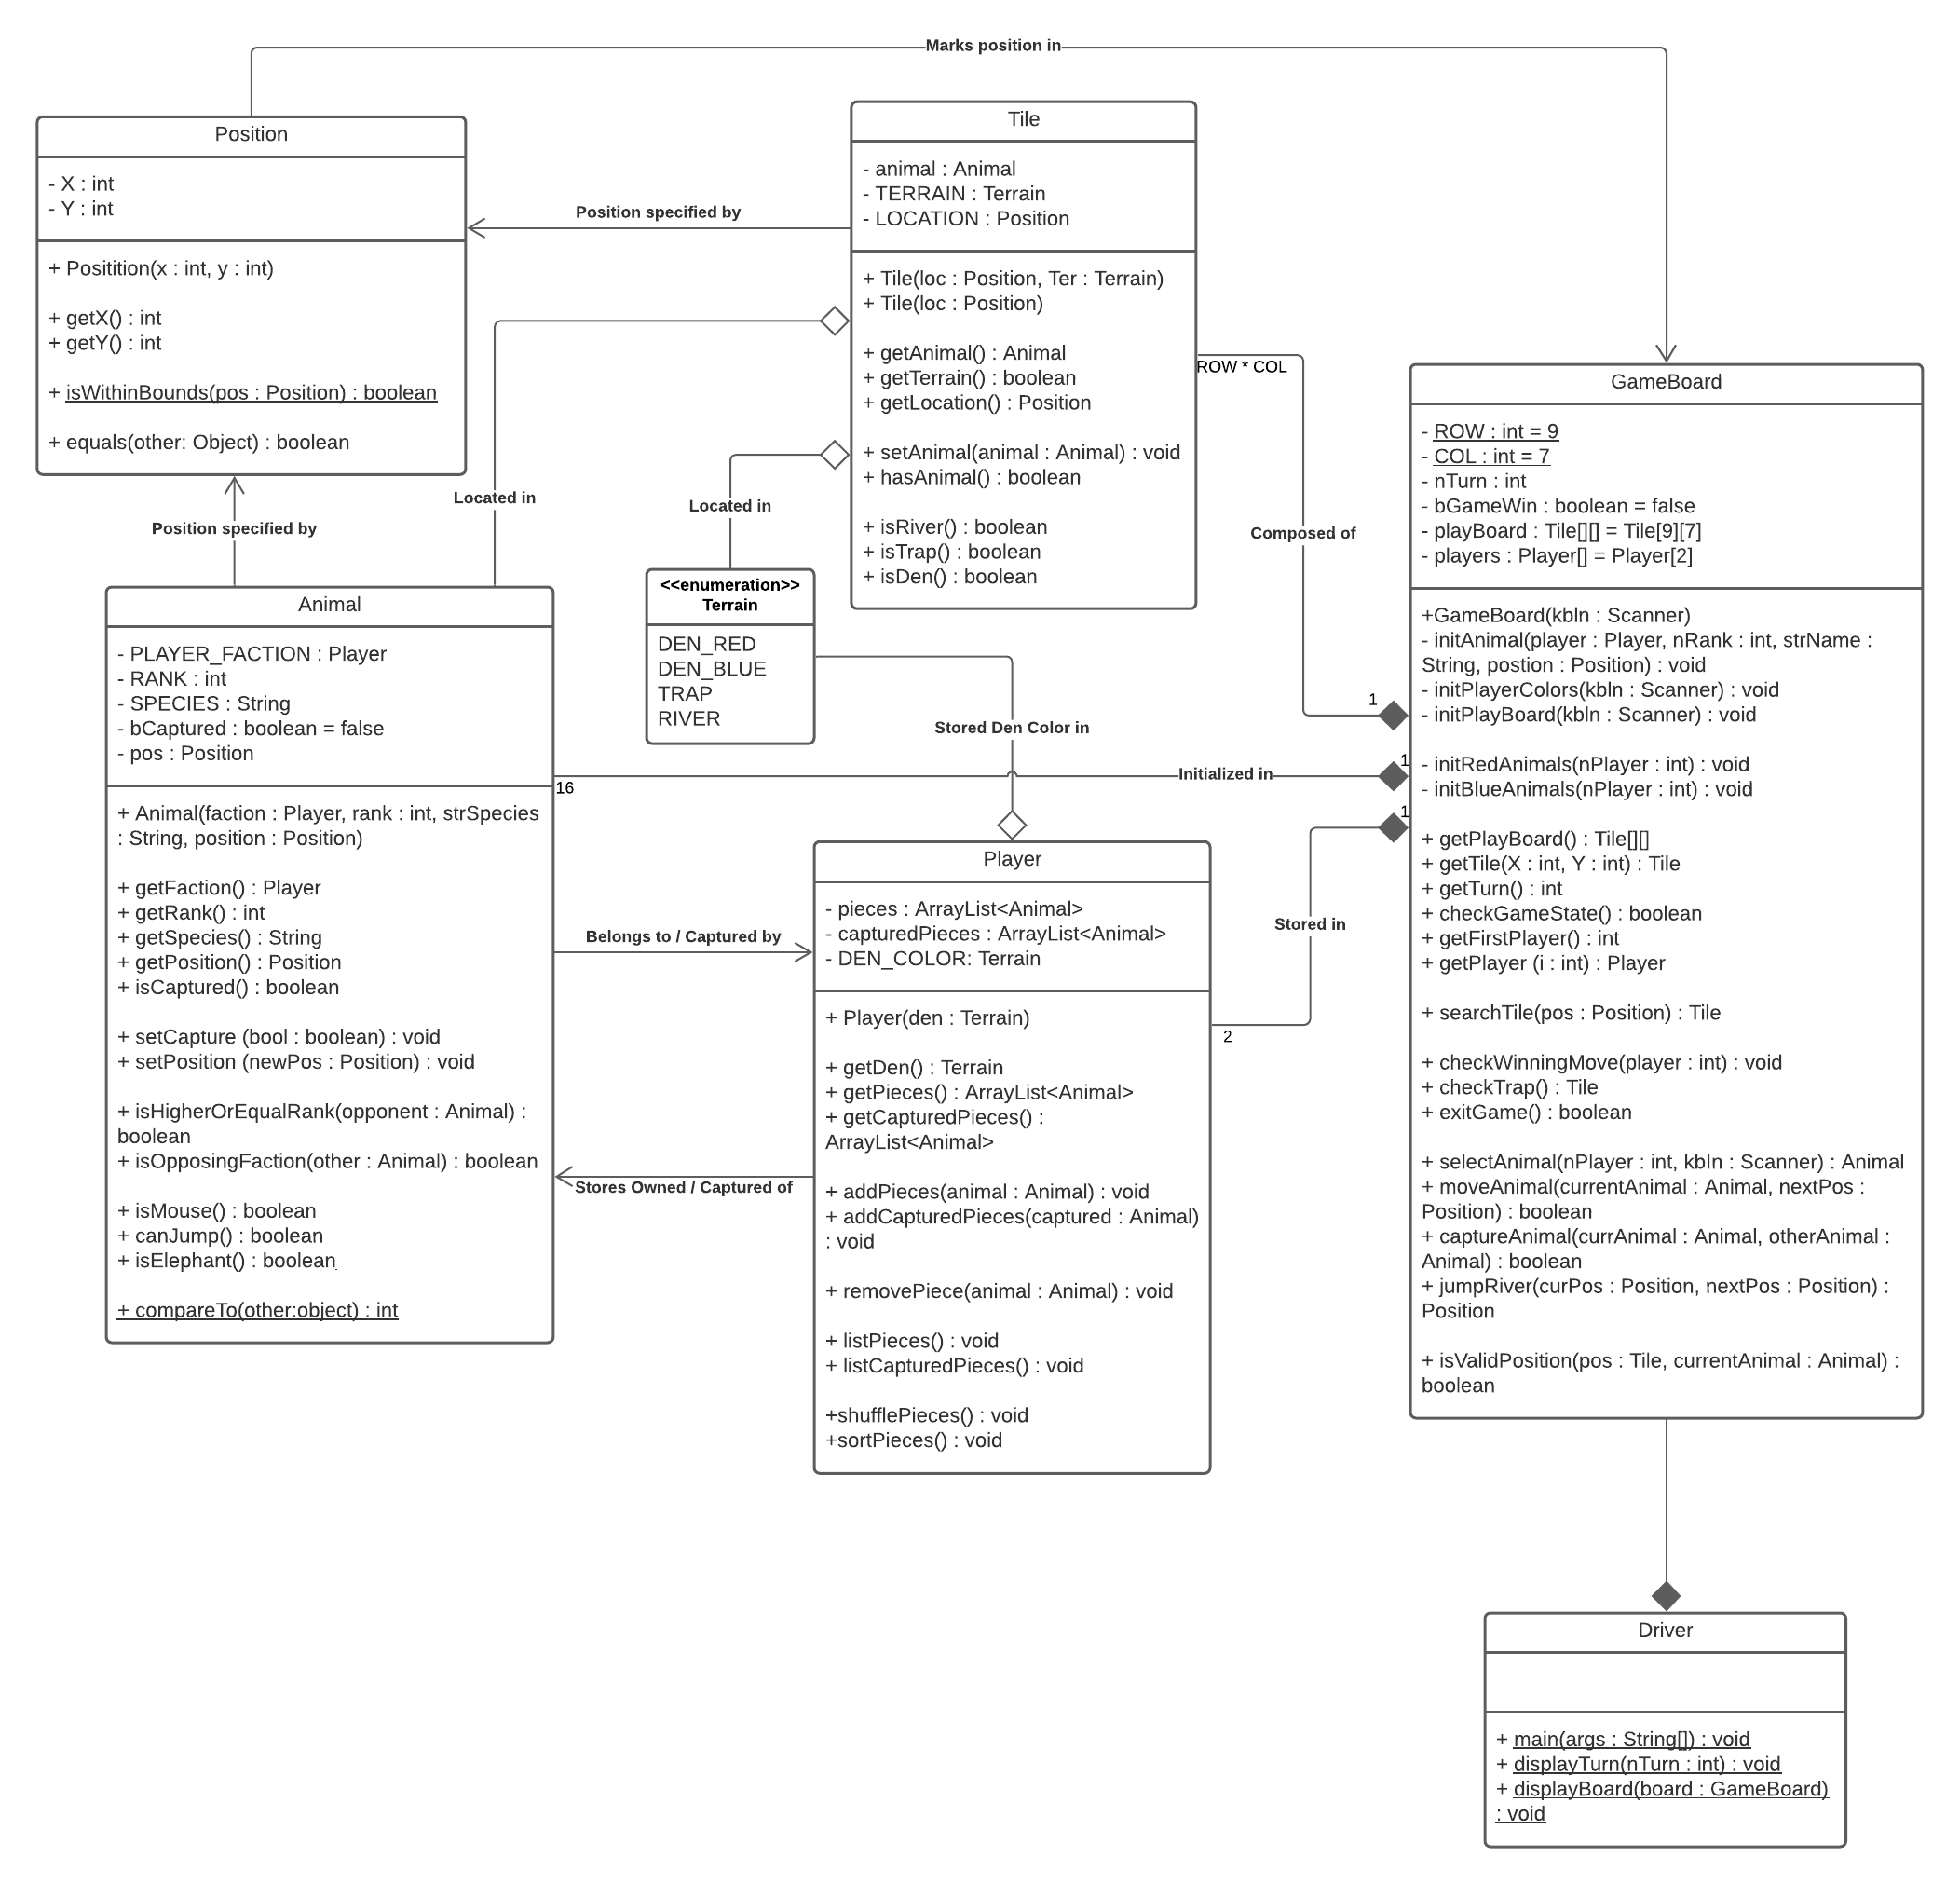 Marks position in
Position
- X : int
- Y : int
+ Positition(x : int, y : int)
+ getX() : int
+ getY() : int
+ isWithinBounds(pos : Position) : boolean
+ equals(other: Object) : boolean
Position specified by
Tile
- animal : Animal
- TERRAIN : Terrain
- LOCATION : Position
+ Tile(loc : Position, Ter : Terrain)
+ Tile(loc : Position)
+ getAnimal() : Animal
+ getTerrain() : boolean
+ getLocation() : Position
+ setAnimal(animal : Animal) : void
+ hasAnimal() : boolean
+ isRiver() : boolean
+ isTrap() : boolean
+ isDen() : boolean
ROW * COL
Composed of
1
Located in
Located in
Position specified by
<<enumeration>>
Terrain
DEN_RED
DEN_BLUE
TRAP
RIVER
Stored Den Color in
Animal
- PLAYER_FACTION : Player
- RANK : int
- SPECIES : String
- bCaptured : boolean = false
- pos : Position
+ Animal(faction : Player, rank : int, strSpecies
: String, position : Position)
+ getFaction() : Player
+ getRank() : int
+ getSpecies() : String
+ getPosition() : Position
+ isCaptured() : boolean
+ setCapture (bool : boolean) : void
+ setPosition (newPos : Position) : void
+ isHigherOrEqualRank(opponent : Animal) :
boolean
+ isOpposingFaction(other : Animal) : boolean
+ isMouse() : boolean
+ canJump() : boolean
+ isElephant() : boolean
+ compareTo(other:object) : int
16
Initialized in
1
Belongs to / Captured by
Stores Owned / Captured of
Player
- pieces : ArrayList<Animal>
- capturedPieces : ArrayList<Animal>
- DEN_COLOR: Terrain
+ Player(den : Terrain)
+ getDen() : Terrain
+ getPieces() : ArrayList<Animal>
+ getCapturedPieces() :
ArrayList<Animal>
+ addPieces(animal : Animal) : void
+ addCapturedPieces(captured : Animal)
: void
+ removePiece(animal : Animal) : void
+ listPieces() : void
+ listCapturedPieces() : void
+shufflePieces() : void
+sortPieces() : void
2
Stored in
1
GameBoard
- ROW : int = 9
- COL : int = 7
- nTurn : int
- bGameWin : boolean = false
- playBoard : Tile[][] = Tile[9][7]
- players : Player[] = Player[2]
+GameBoard(kbln : Scanner)
- initAnimal(player : Player, nRank : int, strName :
String, postion : Position) : void
- initPlayerColors(kbln : Scanner) : void
- initPlayBoard(kbln : Scanner) : void
- initRedAnimals(nPlayer : int) : void
- initBlueAnimals(nPlayer : int) : void
+ getPlayBoard() : Tile[][]
+ getTile(X : int, Y : int) : Tile
+ getTurn() : int
+ checkGameState() : boolean
+ getFirstPlayer() : int
+ getPlayer (i : int) : Player
+ searchTile(pos : Position) : Tile
+ checkWinningMove(player : int) : void
+ checkTrap() : Tile
+ exitGame() : boolean
+ selectAnimal(nPlayer : int, kbIn : Scanner) : Animal
+ moveAnimal(currentAnimal : Animal, nextPos :
Position) : boolean
+ captureAnimal(currAnimal : Animal, otherAnimal :
Animal) : boolean
+ jumpRiver(curPos : Position, nextPos : Position) :
Position
+ isValidPosition(pos : Tile, currentAnimal : Animal) :
boolean
Driver
+ main(args : String[]) : void
+ displayTurn(nTurn : int) : void
+ displayBoard(board : GameBoard)
: void